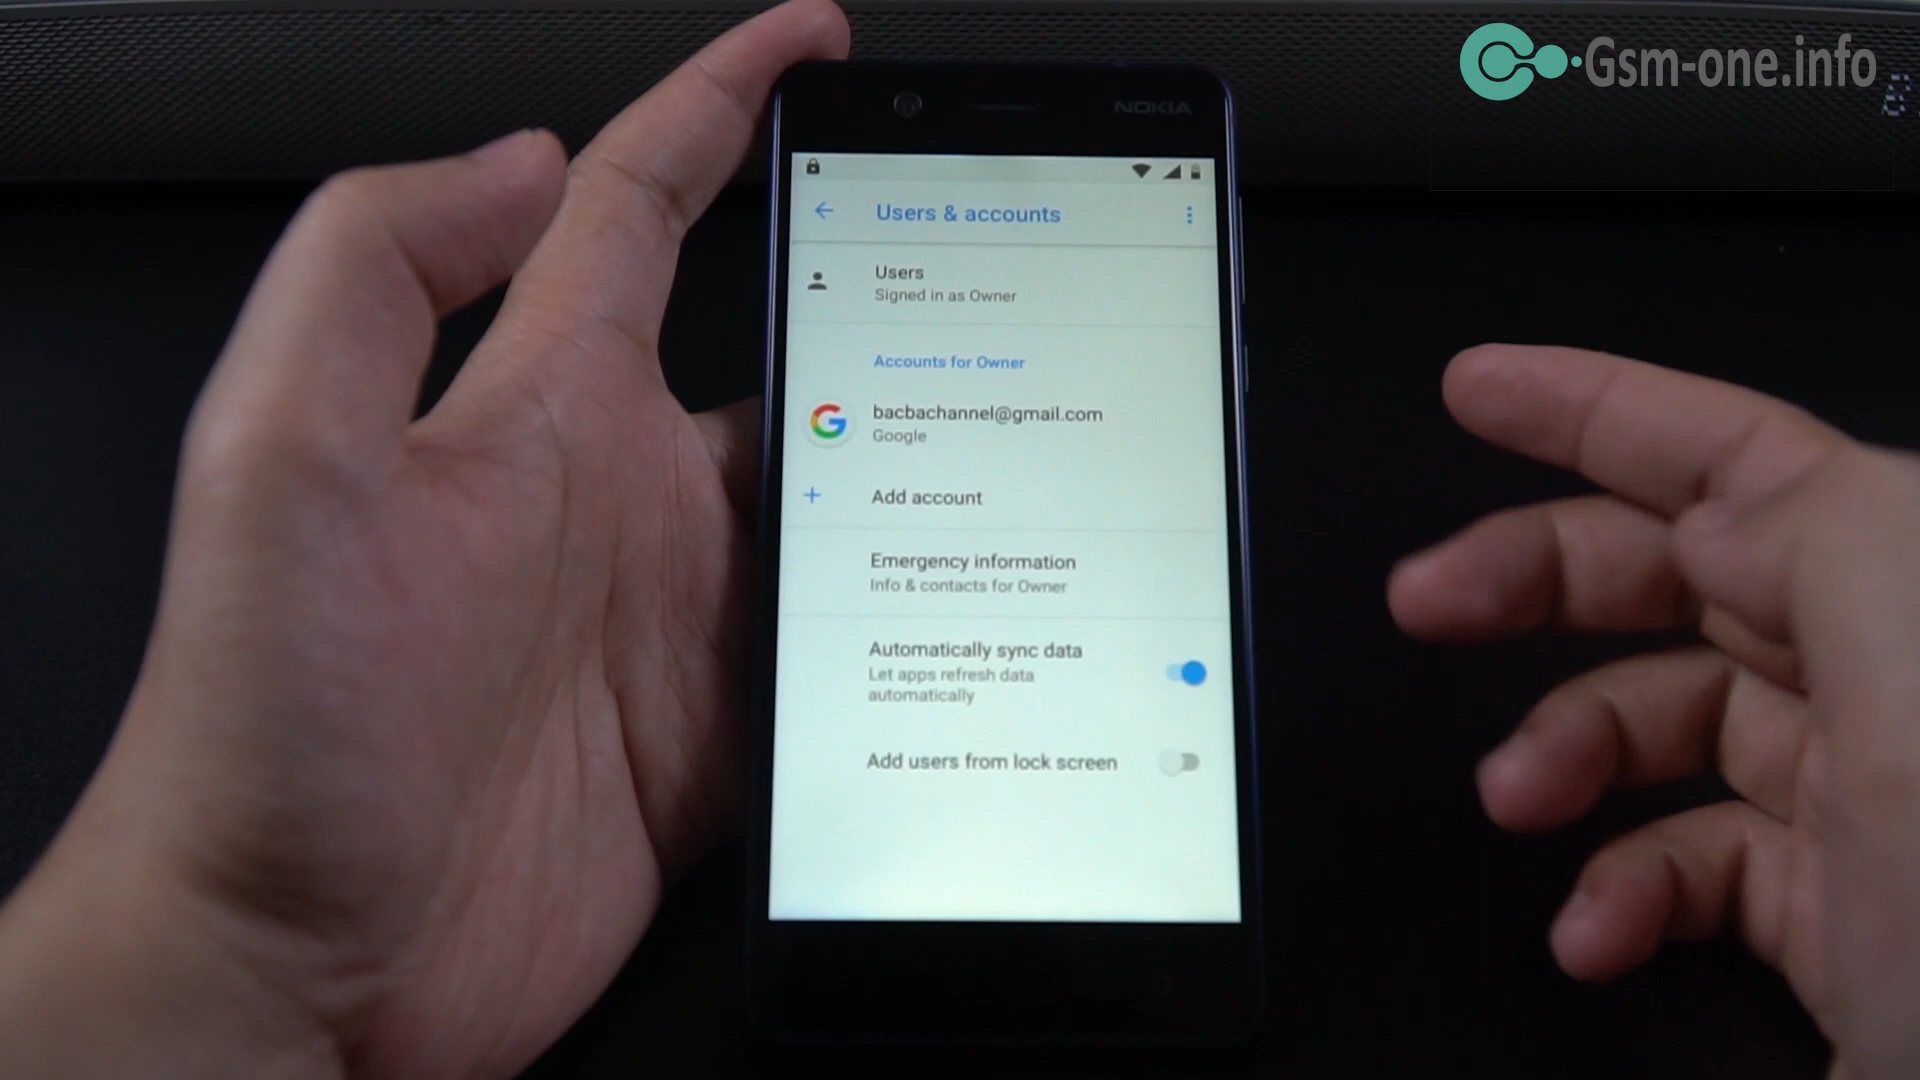 Gsm-one.info
NOKIA
Users & accounts
Users
Signed in as Owner
Accounts for Owner
bacbachannel@gmail.com
Google
Add account
Emergency information
Info & contacts for Owner
Automatically sync data
Let apps refresh data
automatically
Add users from lock screen